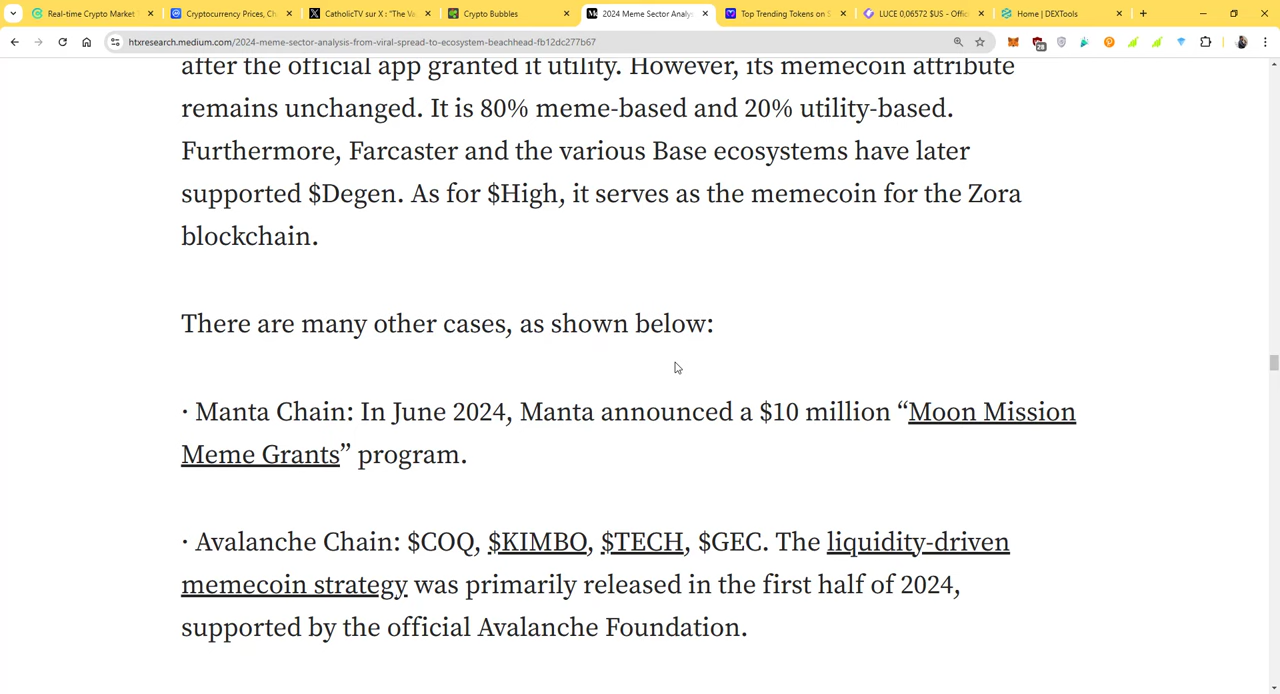 Real-time Crypto Market
Cryptocurrency Prices, Ch
CatholicTV sur X : "The Va
Crypto Bubbles
2024 Meme Sector Analys
Top Trending Tokens on S
LUCE 0,06572 $US - Offic
Home | DEXTools
htxresearch.medium.com/2024-meme-sector-analysis-from-viral-spread-to-ecosystem-beachhead-fb12dc277b67
28
after the official app granted it utility. However, its memecoin attribute
remains unchanged. It is 80% meme-based and 20% utility-based.
Furthermore, Farcaster and the various Base ecosystems have later
supported $Degen. As for $High, it serves as the memecoin for the Zora
blockchain.
There are many other cases, as shown below:
· Manta Chain: In June 2024, Manta announced a $10 million “Moon Mission
Meme Grants” program.
· Avalanche Chain: $COQ, $KIMBO, $TECH, $GEC. The liquidity-driven
memecoin strategy was primarily released in the first half of 2024,
supported by the official Avalanche Foundation.